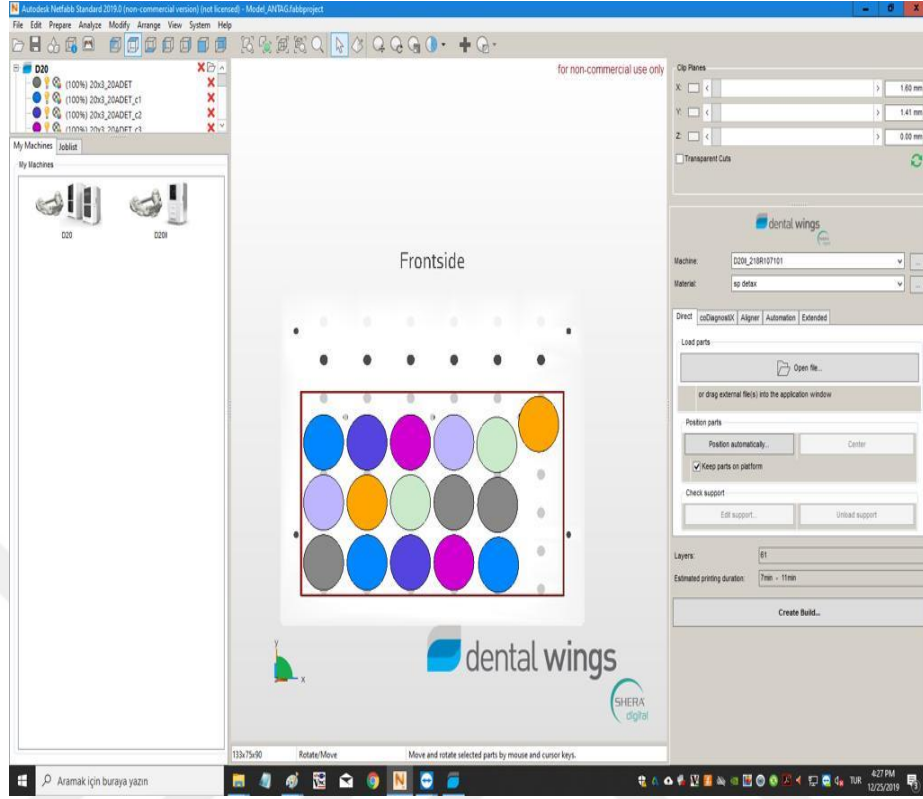 Autodesk Netfabb Standard 2019.0 (non-commercial version) (not licensed) - Model_ANTAG.fabbproject
File Edit Prepare Analyze Modify Arrange View System Help
D20
(100%) 20x3_20ADET
(100%) 20x3_20ADET_c1
(100%) 20x3_20ADET_c2
(100%) 20x3_20ADET_c3
My Machines Joblist
My Machines
D20
D20II
for non-commercial use only
Frontside
dental wings
SHERA
digital
133x75x90 Rotate/Move Move and rotate selected parts by mouse and cursor keys.
Clip Planes
X: 1.60 mm
Y: 1.41 mm
Z: 0.00 mm
Transparent Cuts
dental wings
Machine: D20II_218R107101
Material: sp detax
Direct coDiagnostiX Aligner Automation Extended
Load parts
Open file...
or drag external file(s) into the application window
Position parts
Position automatically... Center
Keep parts on platform
Check support
Edit support... Unload support
Layers: 61
Estimated printing duration: 7min - 11min
Create Build...
Aramak için buraya yazın
TUR
4:27 PM
12/25/2019